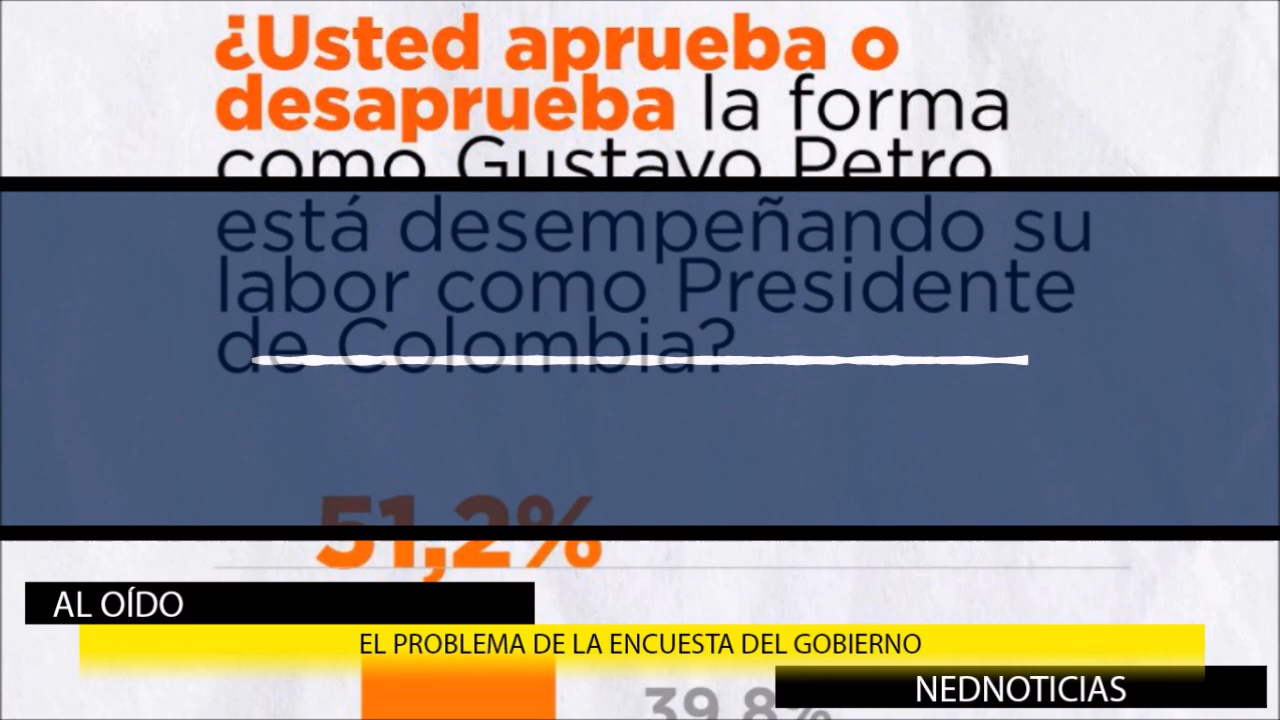 ¿Usted aprueba o
desaprueba la forma
como Gustavo Petro
está desempeñando su
labor como Presidente
de Colombia?
51,2%
AL OÍDO
EL PROBLEMA DE LA ENCUESTA DEL GOBIERNO
39,8%
NEDNOTICIAS